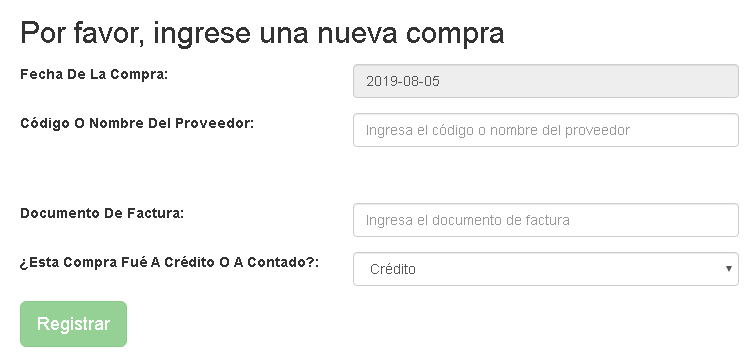 Por favor, ingrese una nueva compra
Fecha De La Compra:
2019-08-05
Código O Nombre Del Proveedor:
Ingresa el código o nombre del proveedor
Documento De Factura:
Ingresa el documento de factura
¿Esta Compra Fué A Crédito O A Contado?:
Crédito
Registrar